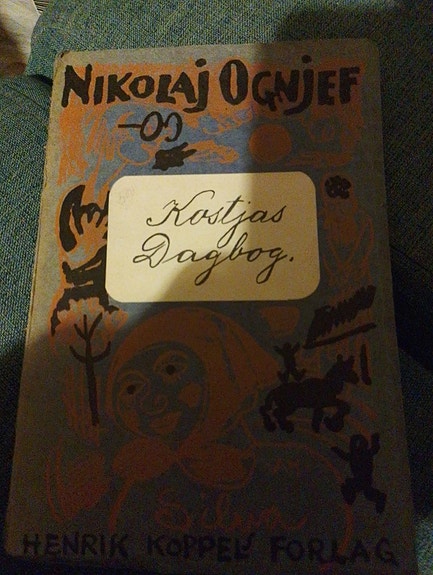 NIKOLAJ OGNJEF
Kostjas
Dagbog.
HENRIK KOPPELS FORLAG